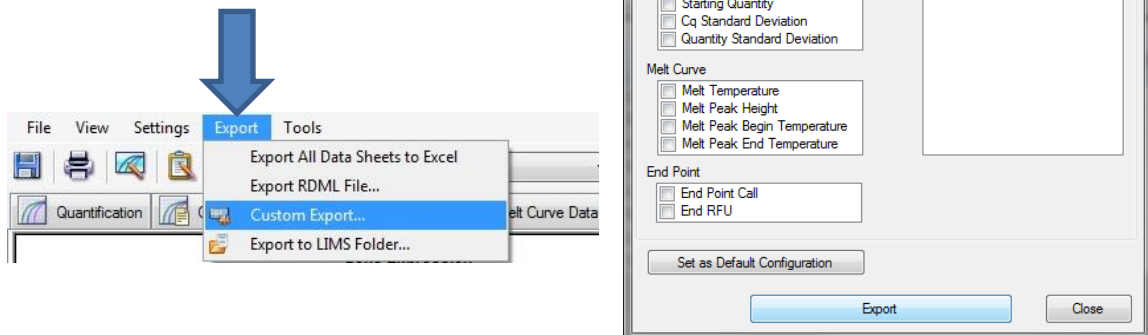 File View Settings Export Tools
Export All Data Sheets to Excel
Export RDML File...
Quantification
Custom Export...
elt Curve Data
Export to LIMS Folder...
Starting Quantity
Cq Standard Deviation
Quantity Standard Deviation
Melt Curve
Melt Temperature
Melt Peak Height
Melt Peak Begin Temperature
Melt Peak End Temperature
End Point
End Point Call
End RFU
Set as Default Configuration
Export Close